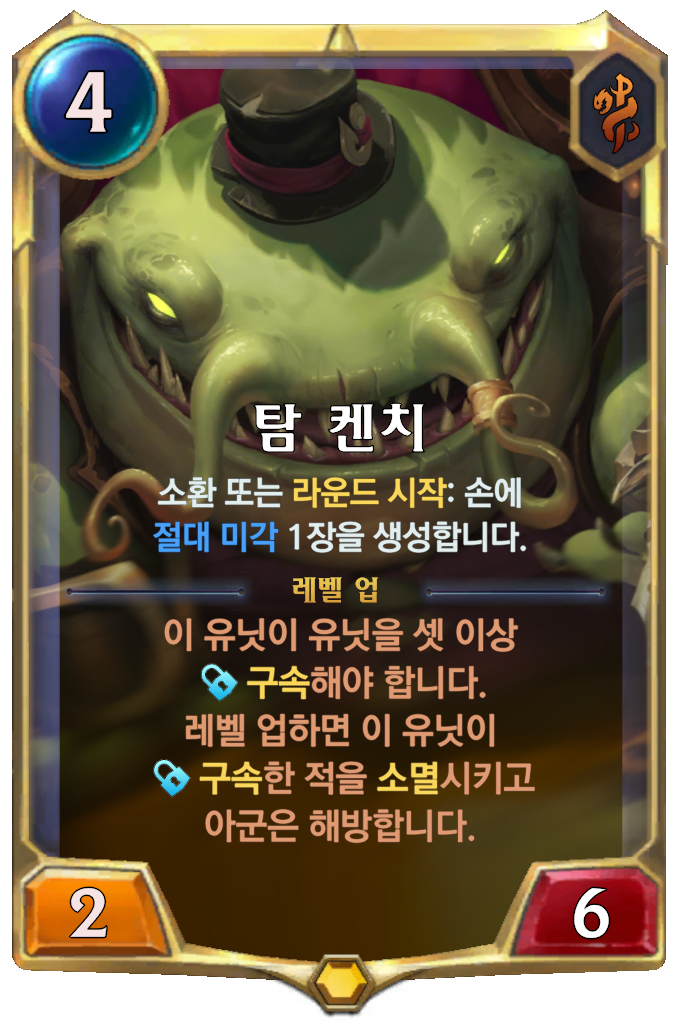 4
탐 켄치
소환 또는 라운드 시작: 손에
절대 미각 1장을 생성합니다.
레벨 업
이 유닛이 유닛을 셋 이상
구속해야 합니다.
레벨 업하면 이 유닛이
구속한 적을 소멸시키고
아군은 해방합니다.
2
6